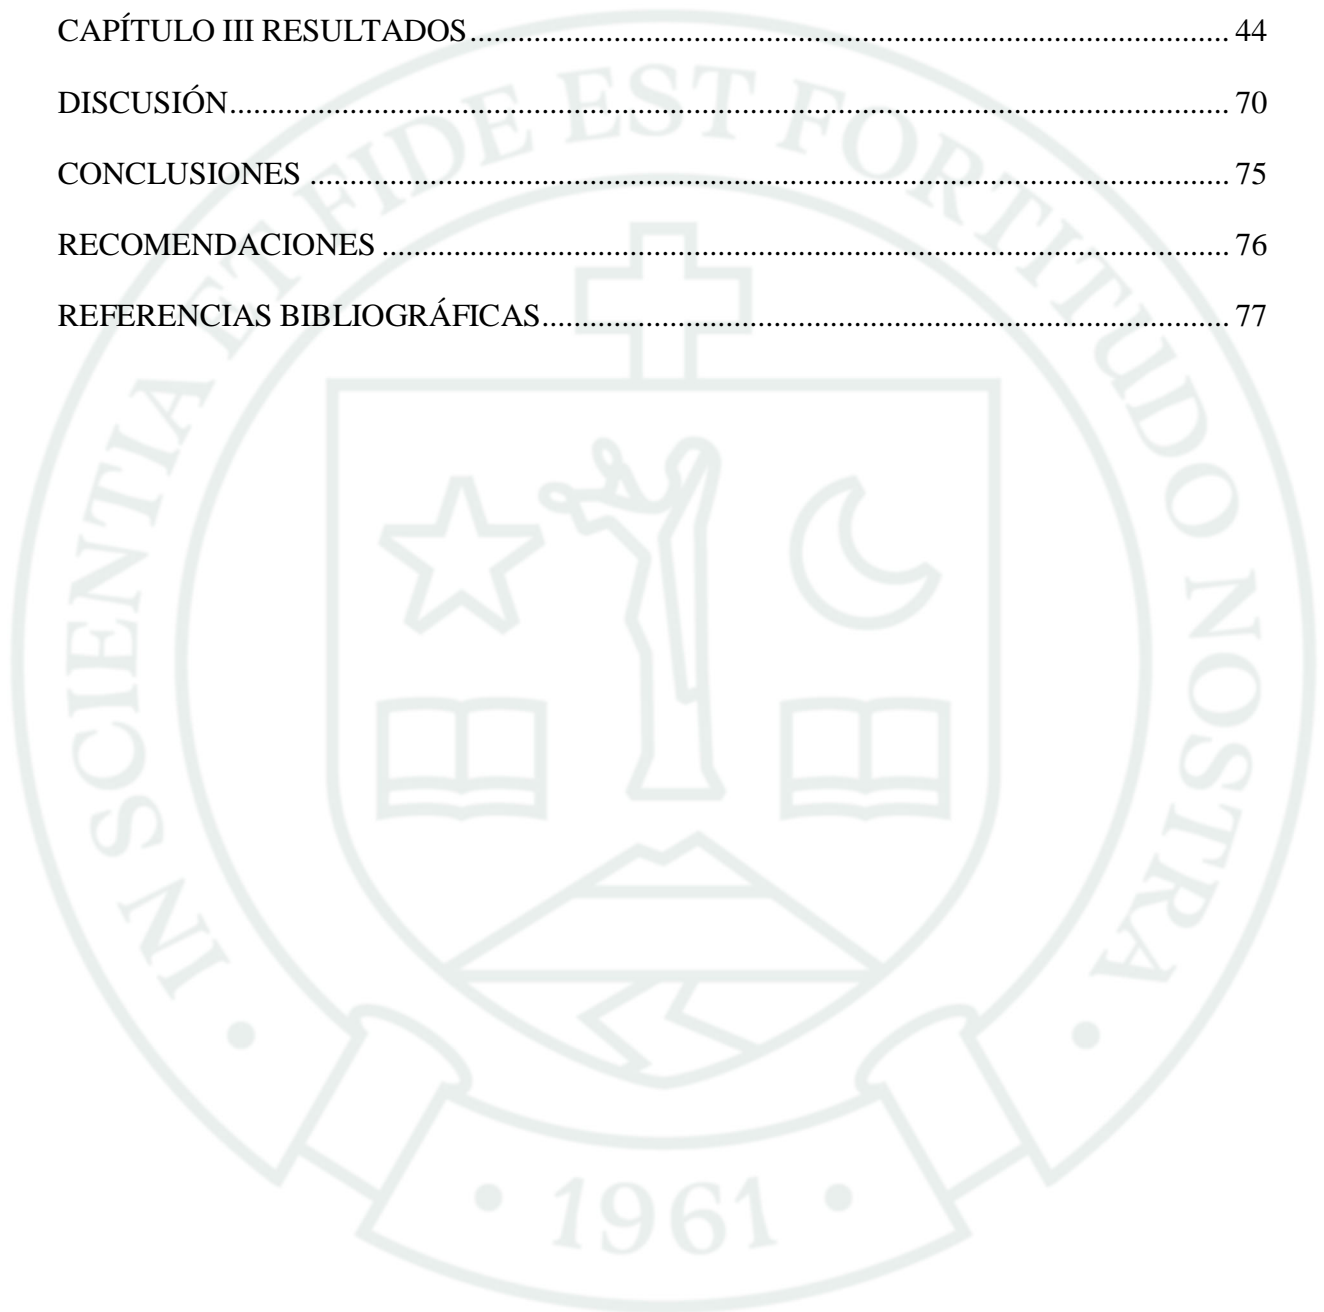 CAPÍTULO III RESULTADOS.............................................................................................. 44
DISCUSIÓN............................................................................................................................ 70
CONCLUSIONES .................................................................................................................. 75
RECOMENDACIONES ......................................................................................................... 76
REFERENCIAS BIBLIOGRÁFICAS..................................................................................... 77
IN SCIENTIA ET FIDE EST FORTITUDO NOSTRA
• 1961 •